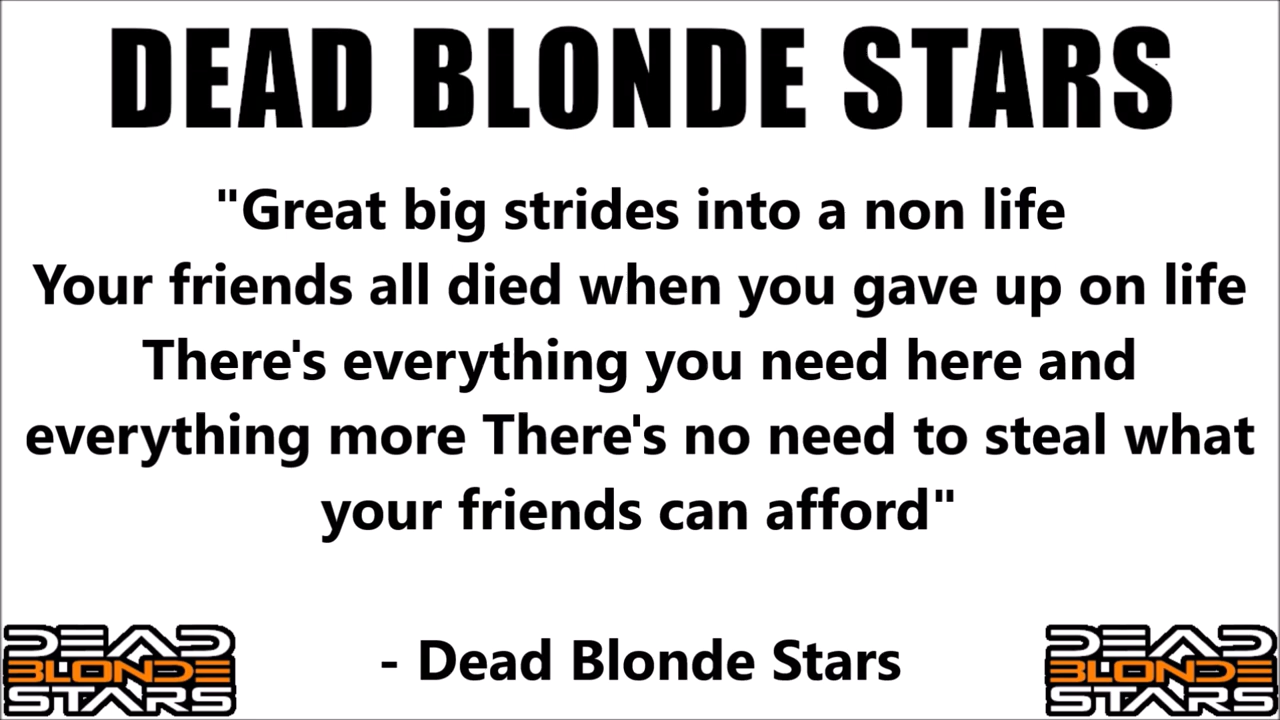 DEAD BLONDE STARS
"Great big strides into a non life
Your friends all died when you gave up on life
There's everything you need here and
everything more There's no need to steal what
your friends can afford"
- Dead Blonde Stars
DEAD
BLONDE
STARS
DEAD
BLONDE
STARS